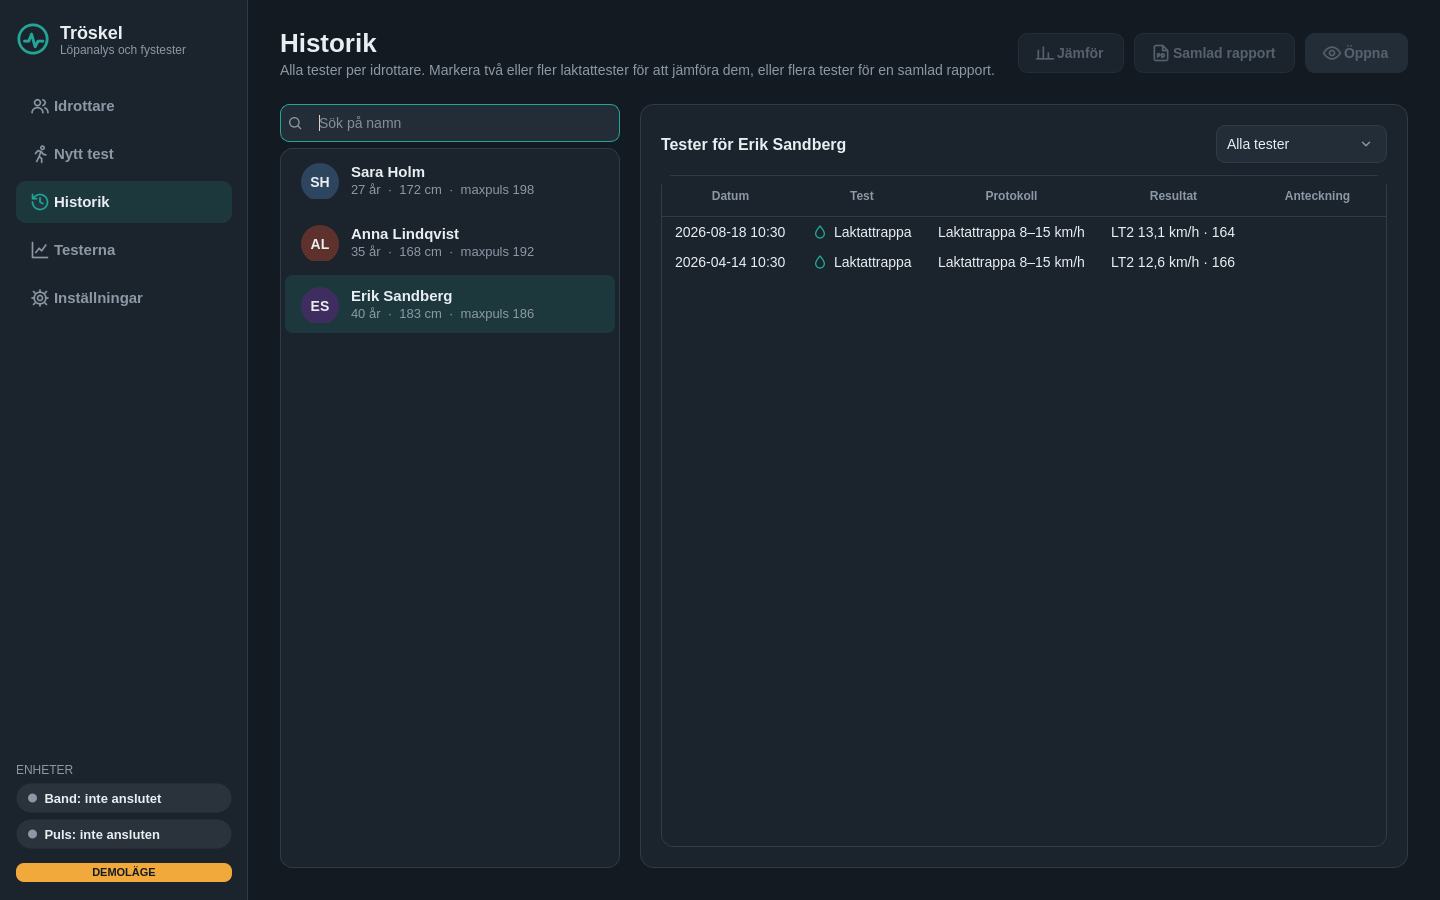 Tröskel
Löpanalys och fystester
Idrottare
Nytt test
Historik
Testerna
Inställningar
ENHETER
Band: inte anslutet
Puls: inte ansluten
DEMOLÄGE
Historik
Alla tester per idrottare. Markera två eller fler laktattester för att jämföra dem, eller flera tester för en samlad rapport.
Jämför
Samlad rapport
Öppna
Sök på namn
SH
Sara Holm
27 år · 172 cm · maxpuls 198
AL
Anna Lindqvist
35 år · 168 cm · maxpuls 192
ES
Erik Sandberg
40 år · 183 cm · maxpuls 186
Tester för Erik Sandberg
Alla tester
Datum Test Protokoll Resultat Anteckning
2026-08-18 10:30 Laktattrappa Laktattrappa 8–15 km/h LT2 13,1 km/h · 164
2026-04-14 10:30 Laktattrappa Laktattrappa 8–15 km/h LT2 12,6 km/h · 166